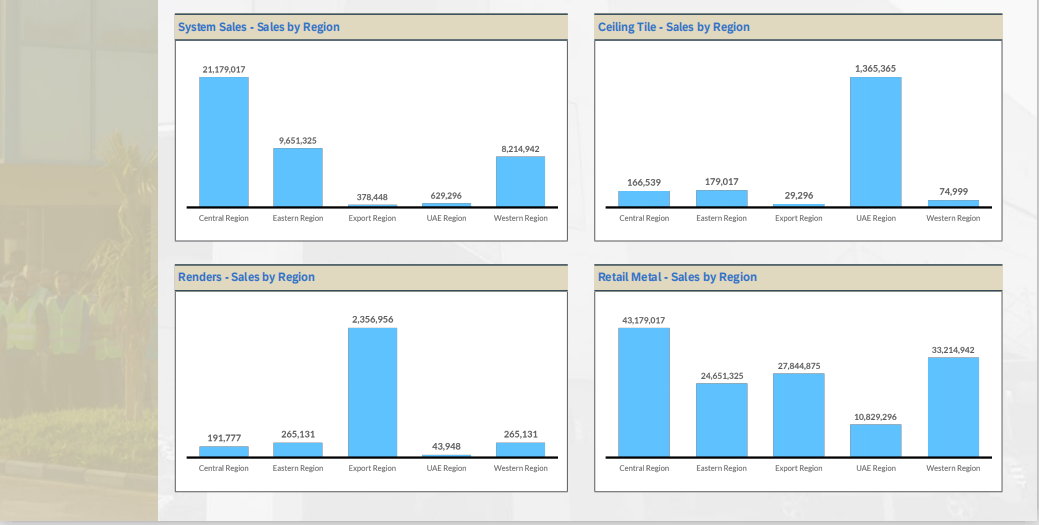 System Sales - Sales by Region
21,179,017
9,651,325
378,448
629,296
8,214,942
Central Region
Eastern Region
Export Region
UAE Region
Western Region
Ceiling Tile - Sales by Region
166,539
179,017
29,296
1,365,365
74,999
Central Region
Eastern Region
Export Region
UAE Region
Western Region
Renders - Sales by Region
191,777
265,131
2,356,956
43,948
265,131
Central Region
Eastern Region
Export Region
UAE Region
Western Region
Retail Metal - Sales by Region
43,179,017
24,651,325
27,844,875
10,829,296
33,214,942
Central Region
Eastern Region
Export Region
UAE Region
Western Region